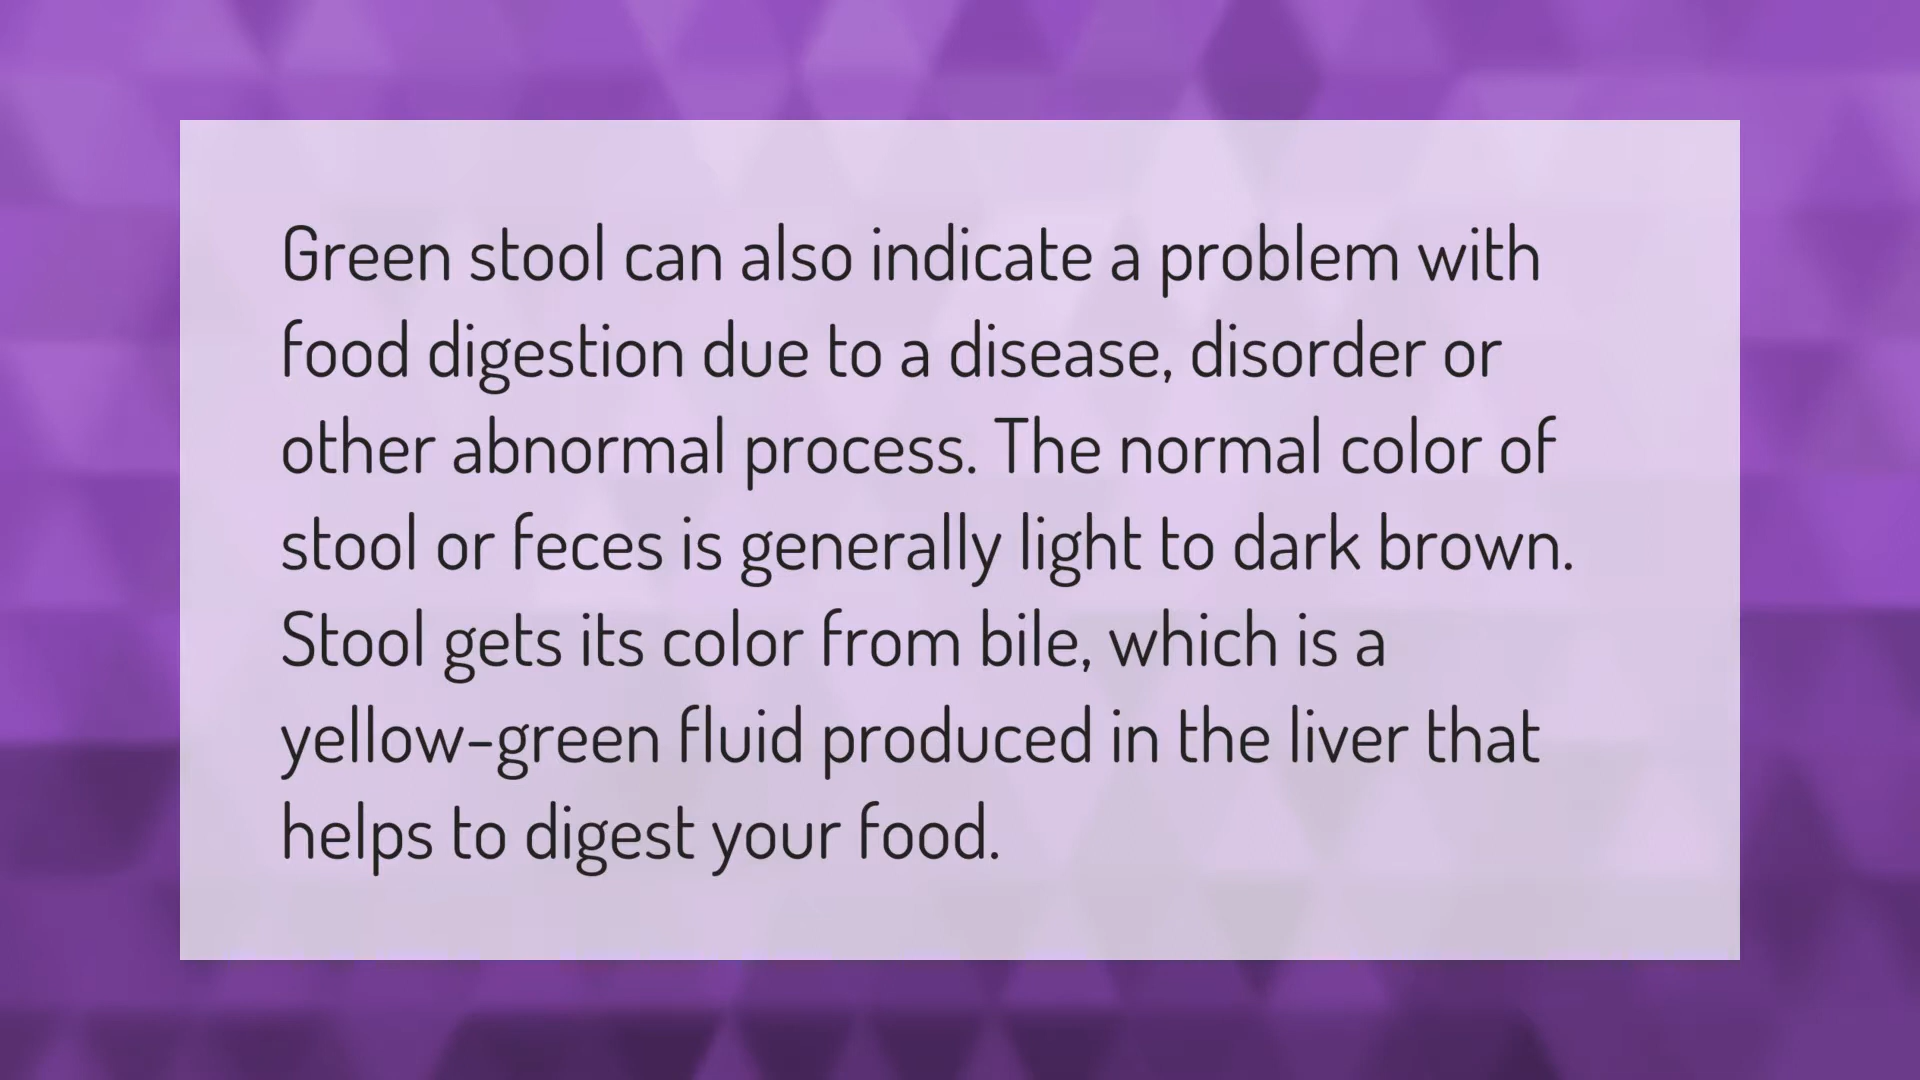 Green stool can also indicate a problem with
food digestion due to a disease, disorder or
other abnormal process. The normal color of
stool or feces is generally light to dark brown.
Stool gets its color from bile, which is a
yellow-green fluid produced in the liver that
helps to digest your food.